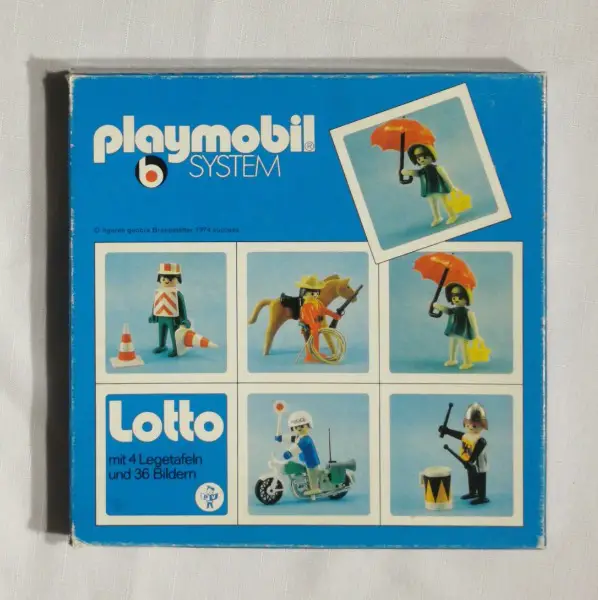 playmobil®
b SYSTEM
Lotto
mit 4 Legetafeln
und 36 Bildern